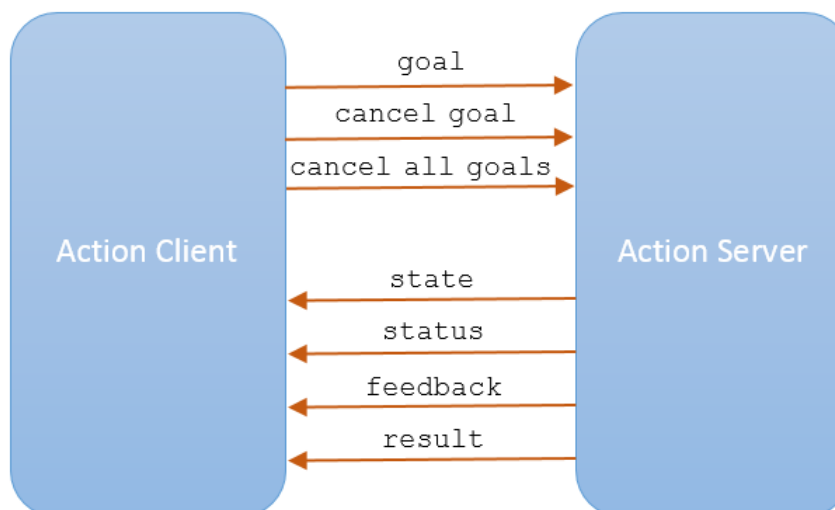 goal
cancel goal
cancel all goals
Action Client
Action Server
state
status
feedback
result